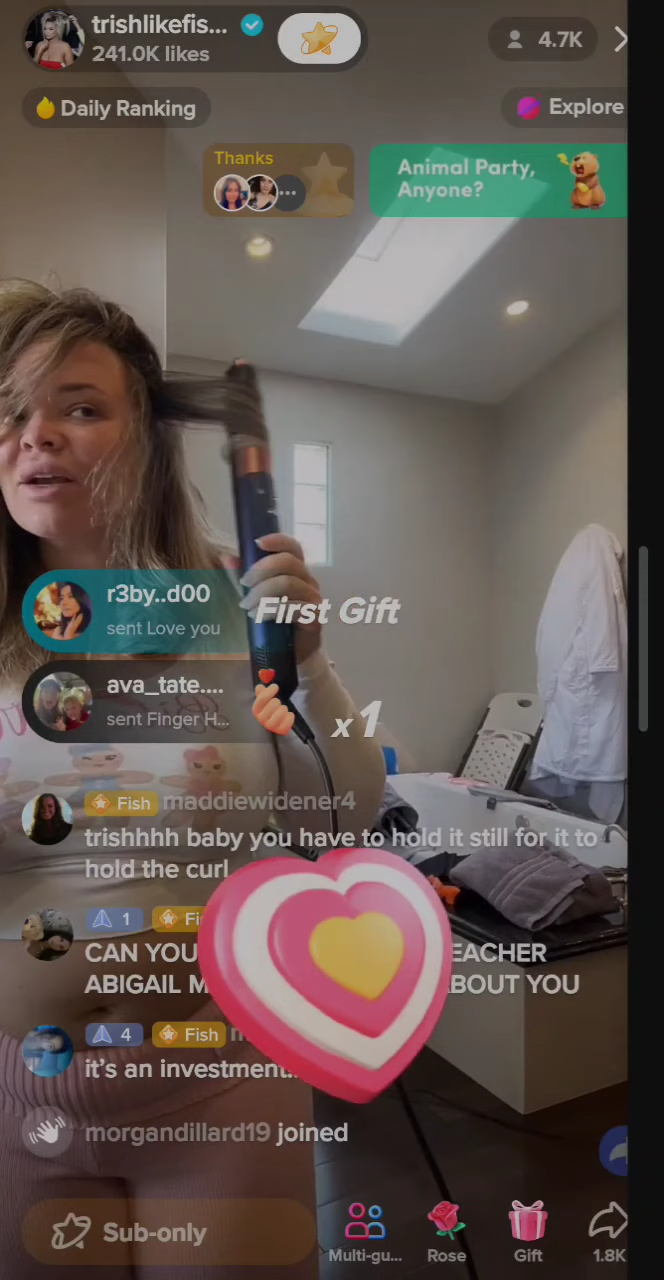 trishlikefis...
241.0K likes
4.7K
Daily Ranking
Explore
Thanks
Animal Party,
Anyone?
r3by..d00
sent Love you
First Gift
ava_tate....
sent Finger H...
x1
Fish maddiewidener4
trishhhh baby you have to hold it still for it to
hold the curl
1 Fi
CAN YOU EACHER
ABIGAIL M BOUT YOU
4 Fish
it's an investment..
morgandillard19 joined
Sub-only
Multi-gu...
Rose
Gift
1.8K